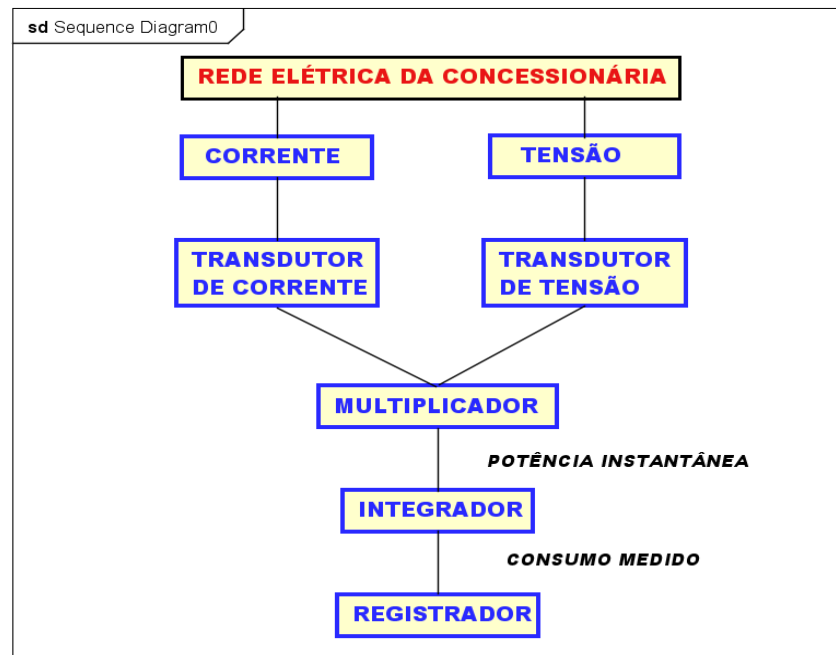 sd Sequence Diagram0
REDE ELÉTRICA DA CONCESSIONÁRIA
CORRENTE
TENSÃO
TRANSDUTOR
DE CORRENTE
TRANSDUTOR
DE TENSÃO
MULTIPLICADOR
POTÊNCIA INSTANTÂNEA
INTEGRADOR
CONSUMO MEDIDO
REGISTRADOR